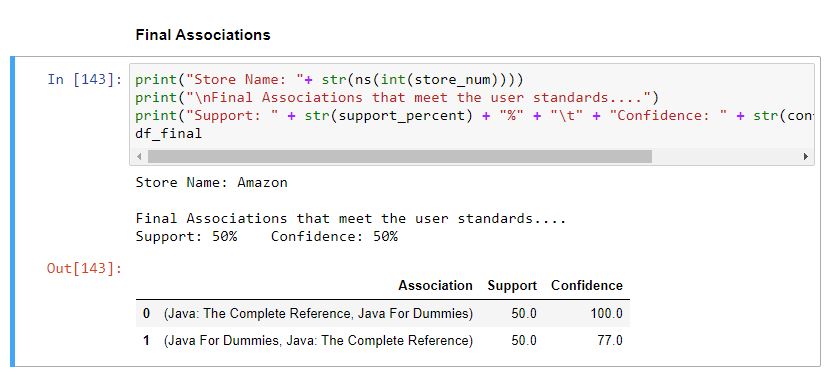 Final Associations
In [143]: print("Store Name: "+ str(ns(int(store_num))))
print("\nFinal Associations that meet the user standards....")
print("Support: " + str(support_percent) + "%" + "\t" + "Confidence: " + str(con
df_final
Store Name: Amazon
Final Associations that meet the user standards....
Support: 50% Confidence: 50%
Out[143]:
Association Support Confidence
0 (Java: The Complete Reference, Java For Dummies) 50.0 100.0
1 (Java For Dummies, Java: The Complete Reference) 50.0 77.0